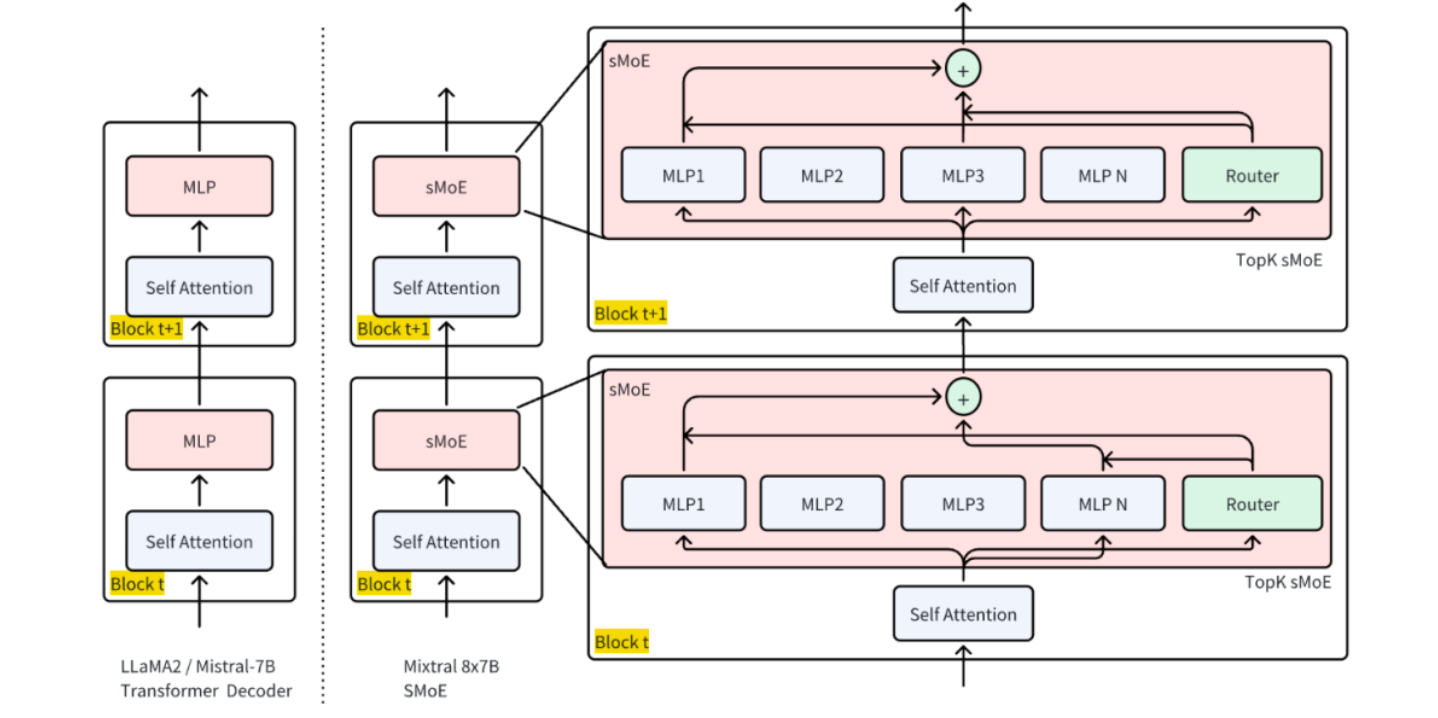 MLP
Self Attention
Block t+1
MLP
Self Attention
Block t
LLaMA2 / Mistral-7B
Transformer Decoder
sMoE
Self Attention
Block t+1
sMoE
Self Attention
Block t
Mixtral 8x7B
SMoE
sMoE
+
MLP1
MLP2
MLP3
MLP N
Router
TopK sMoE
Self Attention
Block t+1
sMoE
+
MLP1
MLP2
MLP3
MLP N
Router
TopK sMoE
Self Attention
Block t